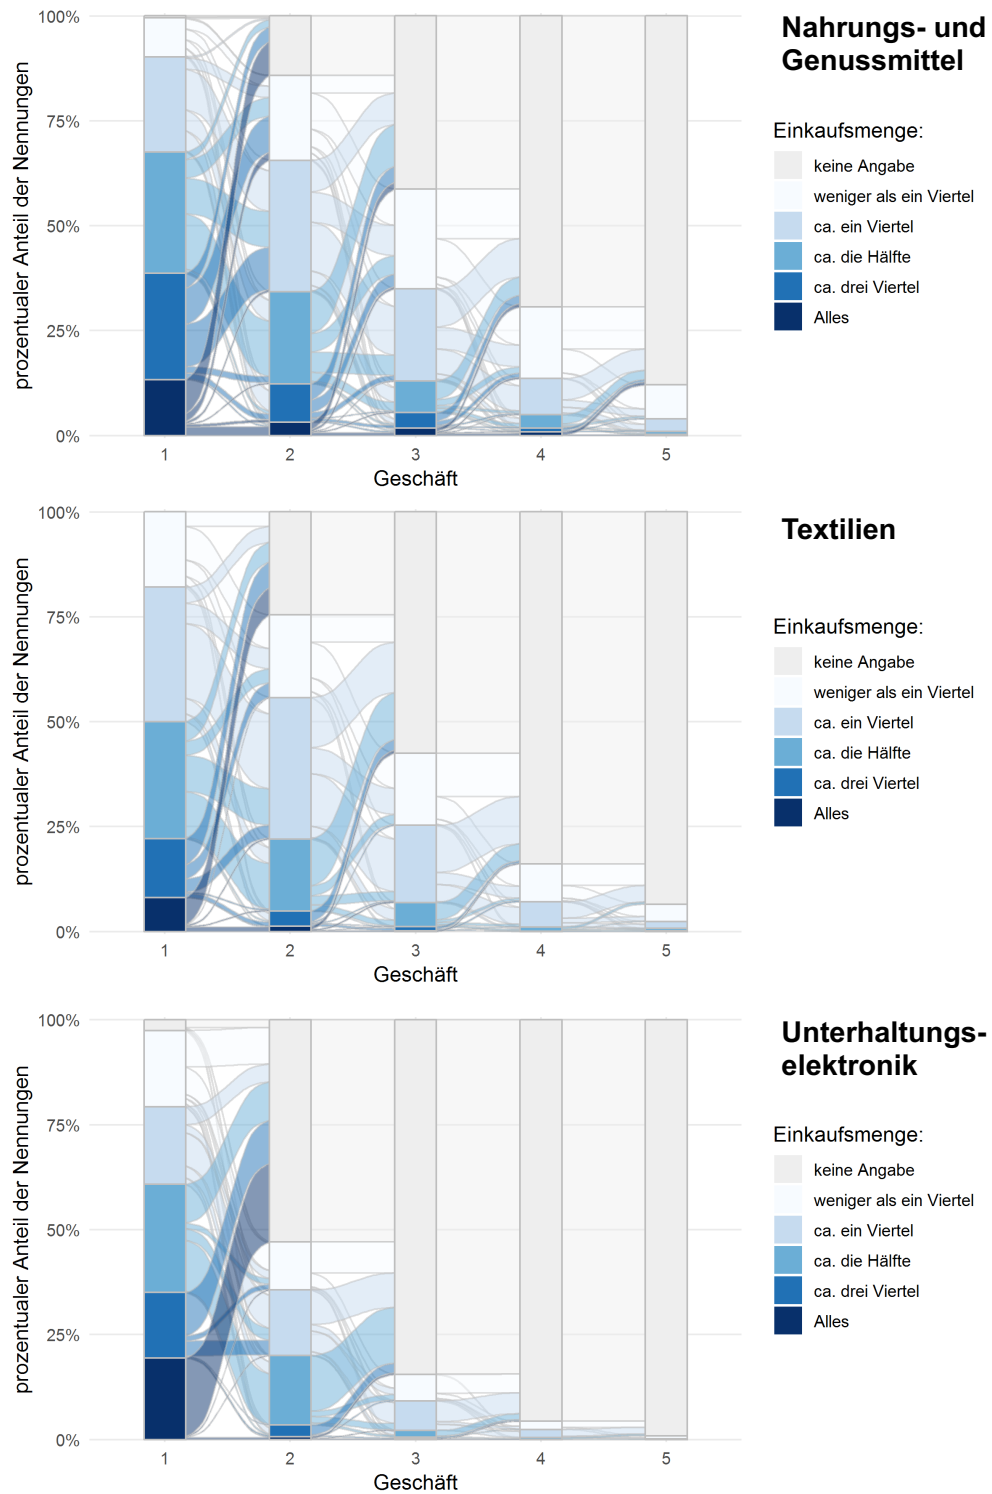 Nahrungs- und
Genussmittel
100%
75%
50%
25%
0%
prozentualer Anteil der Nennungen
1 2 3 4 5
Geschäft
Einkaufsmenge:
keine Angabe
weniger als ein Viertel
ca. ein Viertel
ca. die Hälfte
ca. drei Viertel
Alles
Textilien
100%
75%
50%
25%
0%
prozentualer Anteil der Nennungen
1 2 3 4 5
Geschäft
Einkaufsmenge:
keine Angabe
weniger als ein Viertel
ca. ein Viertel
ca. die Hälfte
ca. drei Viertel
Alles
Unterhaltungs-
elektronik
100%
75%
50%
25%
0%
prozentualer Anteil der Nennungen
1 2 3 4 5
Geschäft
Einkaufsmenge:
keine Angabe
weniger als ein Viertel
ca. ein Viertel
ca. die Hälfte
ca. drei Viertel
Alles